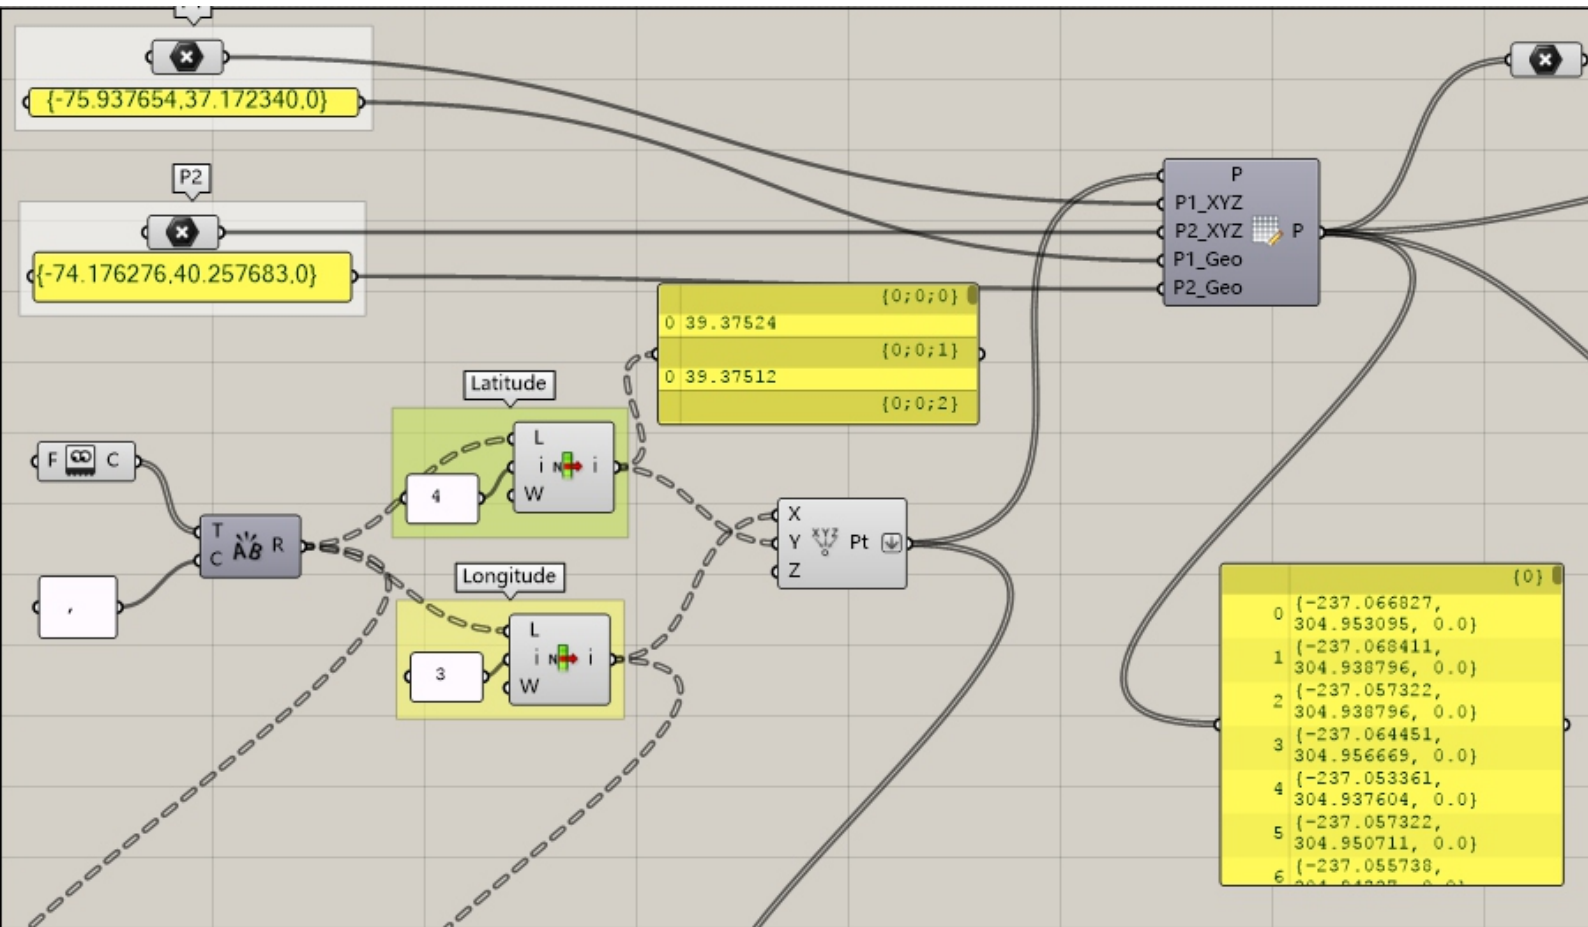 {-75.937654,37.172340,0}
P2
{-74.176276,40.257683,0}
P
P1_XYZ
P2_XYZ
P1_Geo
P2_Geo
P
{0;0;0}
0 39.37524
{0;0;1}
0 39.37512
{0;0;2}
Latitude
L
i N i
W
4
F C
T
C
AB R
,
Longitude
L
i N i
W
3
X
Y
Z
XYZ Pt
{0}
0 {-237.066827,
304.953095, 0.0}
1 {-237.068411,
304.938796, 0.0}
2 {-237.057322,
304.938796, 0.0}
3 {-237.064451,
304.956669, 0.0}
4 {-237.053361,
304.937604, 0.0}
5 {-237.057322,
304.950711, 0.0}
6 {-237.055738,